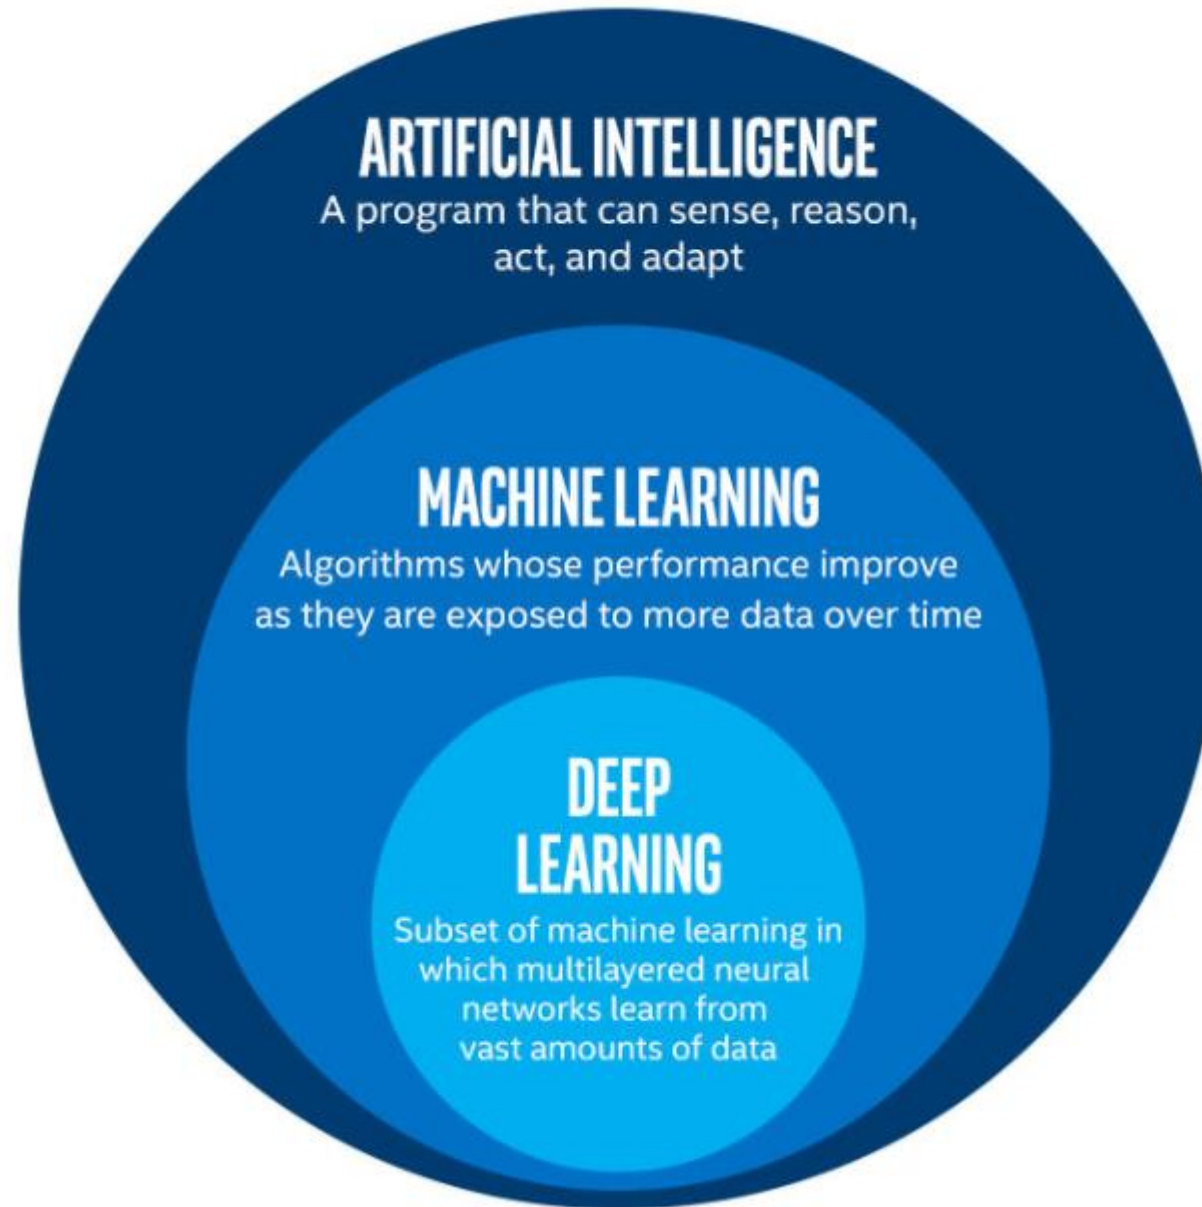 ARTIFICIAL INTELLIGENCE
A program that can sense, reason,
act, and adapt
MACHINE LEARNING
Algorithms whose performance improve
as they are exposed to more data over time
DEEP
LEARNING
Subset of machine learning in
which multilayered neural
networks learn from
vast amounts of data